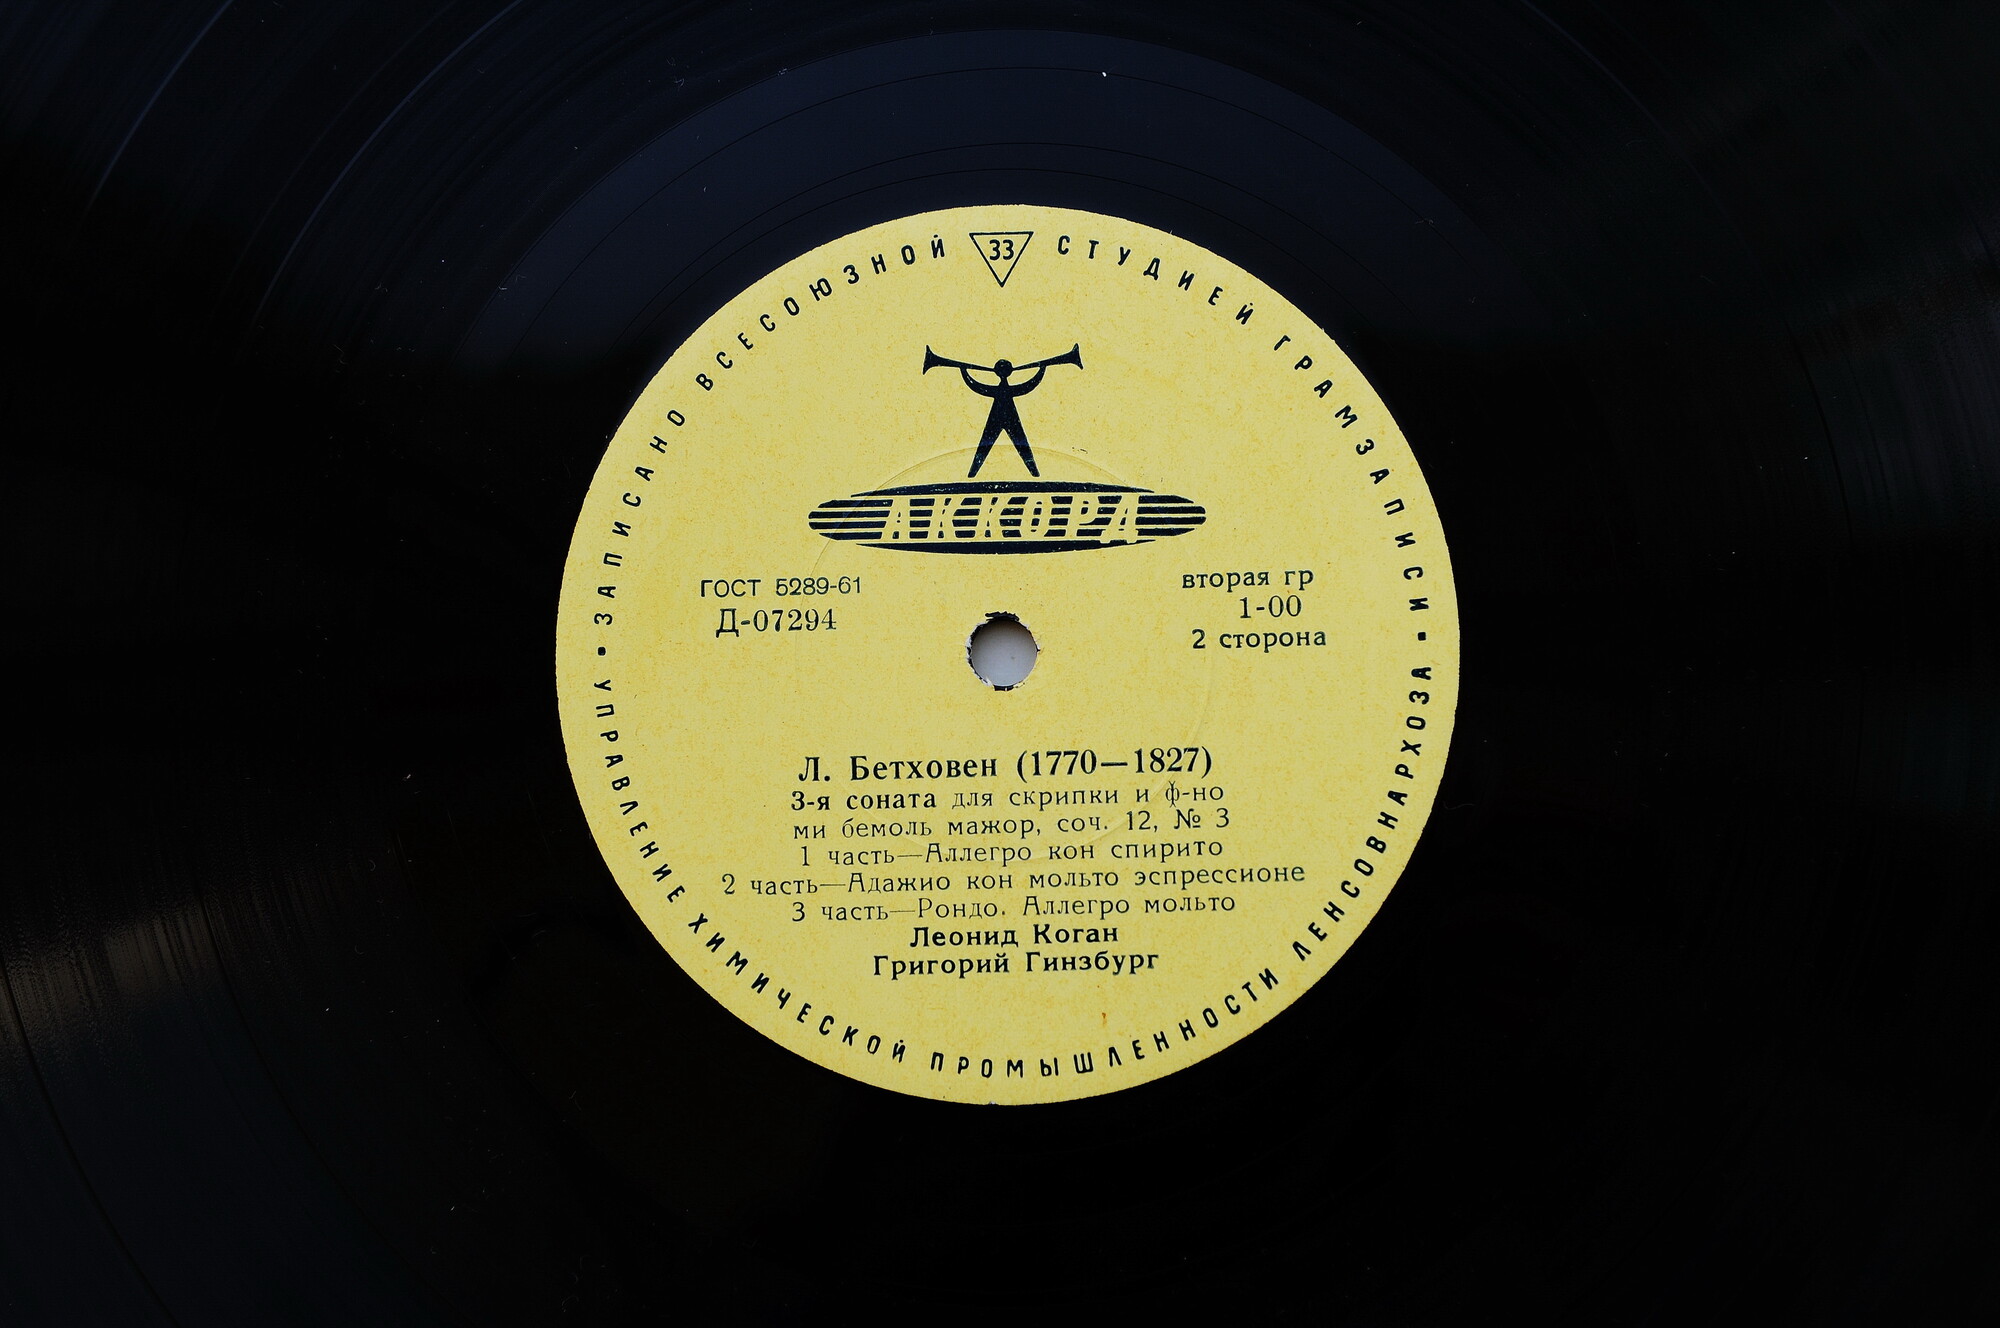 ЗАПИСАНО ВСЕСОЮЗНОЙ СТУДИЕЙ ГРАМЗАПИСИ
33
АККОРД
ГОСТ 5289-61
Д-07294
вторая гр
1-00
2 сторона
Л. Бетховен (1770—1827)
3-я соната для скрипки и ф-но
ми бемоль мажор, соч. 12, № 3
1 часть—Аллегро кон спирито
2 часть—Адажио кон мольто эспрессионе
3 часть—Рондо. Аллегро мольто
Леонид Коган
Григорий Гинзбург
• УПРАВЛЕНИЕ ХИМИЧЕСКОЙ ПРОМЫШЛЕННОСТИ ЛЕНСОВНАРХОЗА •